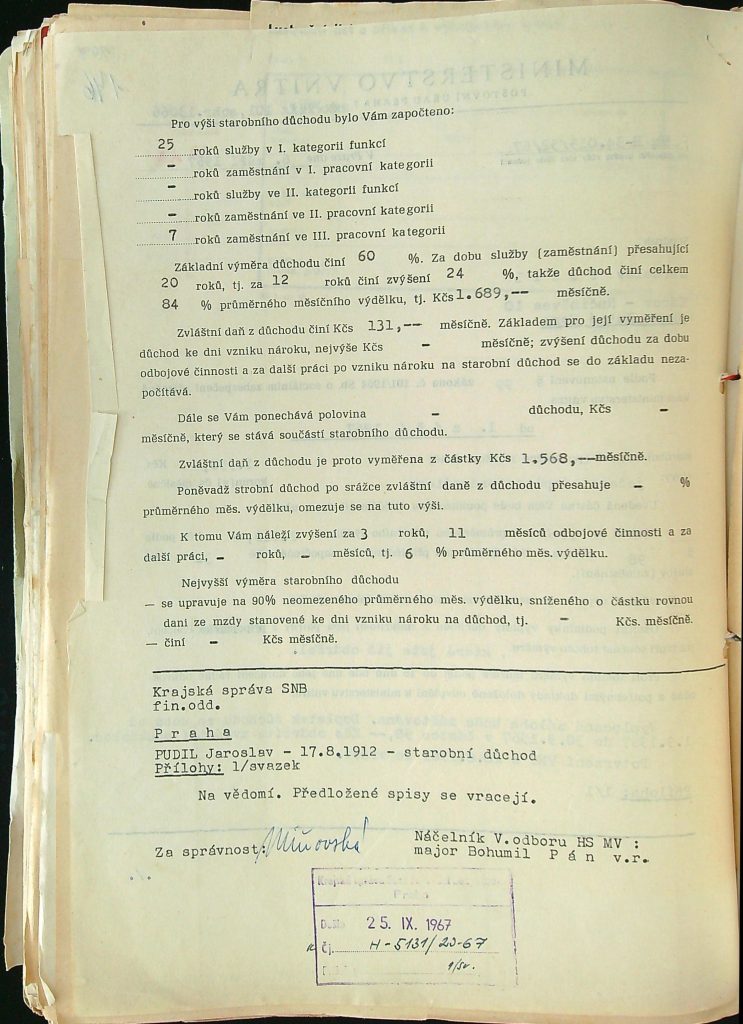 Pro výši starobního důchodu bylo Vám započteno:
25 roků služby v I. kategorii funkcí
- roků zaměstnání v I. pracovní kategorii
- roků služby ve II. kategorii funkcí
- roků zaměstnání ve II. pracovní kategorii
7 roků zaměstnání ve III. pracovní kategorii
Základní výměra důchodu činí 60 %. Za dobu služby (zaměstnání) přesahující
20 roků, tj. za 12 roků činí zvýšení 24 %, takže důchod činí celkem
84 % průměrného měsíčního výdělku, tj. Kčs 1.689,-- měsíčně.
Zvláštní daň z důchodu činí Kčs 131,-- měsíčně. Základem pro její vyměření je
důchod ke dni vzniku nároku, nejvýše Kčs - měsíčně; zvýšení důchodu za dobu
odbojové činnosti a za další práci po vzniku nároku na starobní důchod se do základu neza-
počítává.
Dále se Vám ponechává polovina - důchodu, Kčs -
měsíčně, který se stává součástí starobního důchodu.
Zvláštní daň z důchodu je proto vyměřena z částky Kčs 1.568,-- měsíčně.
Poněvadž strobní důchod po srážce zvláštní daně z důchodu přesahuje - %
průměrného měs. výdělku, omezuje se na tuto výši.
K tomu Vám náleží zvýšení za 3 roků, 11 měsíců odbojové činnosti a za
další práci, - roků, - měsíců, tj. 6 % průměrného měs. výdělku.
Nejvyšší výměra starobního důchodu
— se upravuje na 90% neomezeného průměrného měs. výdělku, sníženého o částku rovnou
dani ze mzdy stanovené ke dni vzniku nároku na důchod, tj. - Kčs. měsíčně.
— činí - Kčs měsíčně.
Krajská správa SNB
fin.odd.
P r a h a
PUDIL Jaroslav - 17.8.1912 - starobní důchod
Přílohy: 1/svazek
Na vědomí. Předložené spisy se vracejí.
Za správnost:
Náčelník V.odboru HS MV :
major Bohumil P á n v.r.
Praha
Došlo 25. IX. 1967
Čj. H-5131/20-67
1/sv.